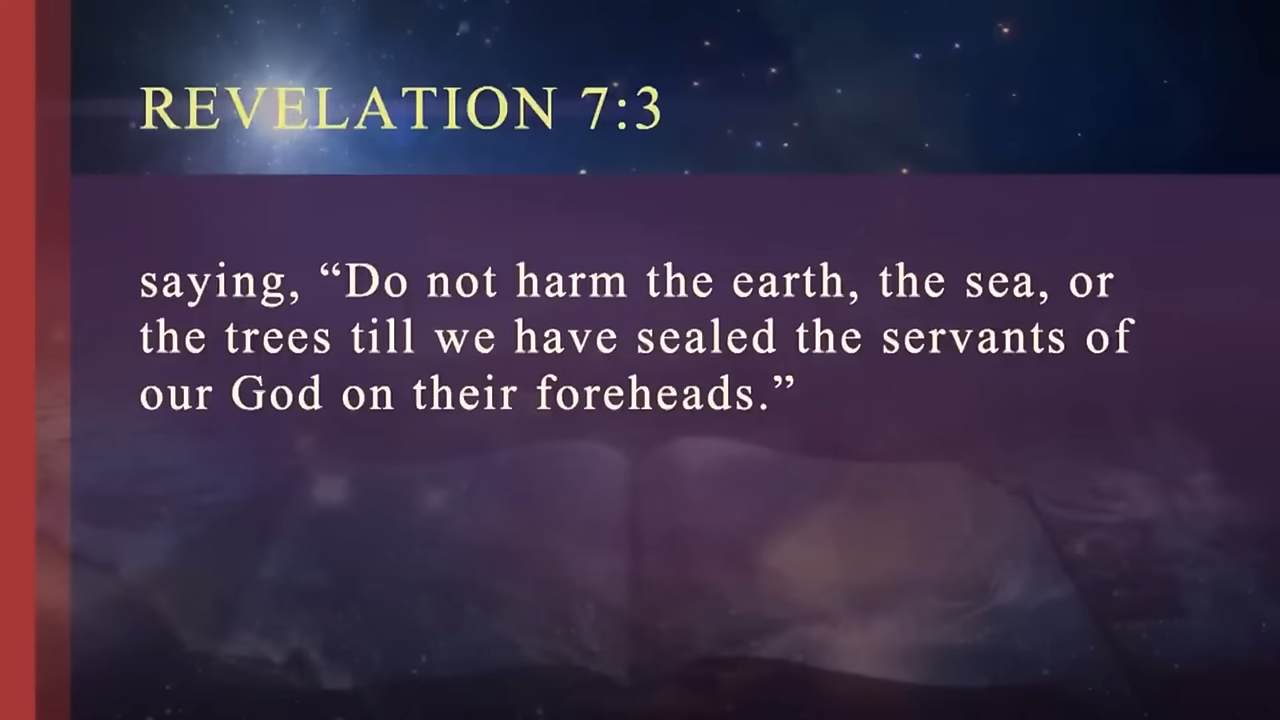 REVELATION 7:3
saying, “Do not harm the earth, the sea, or
the trees till we have sealed the servants of
our God on their foreheads.”